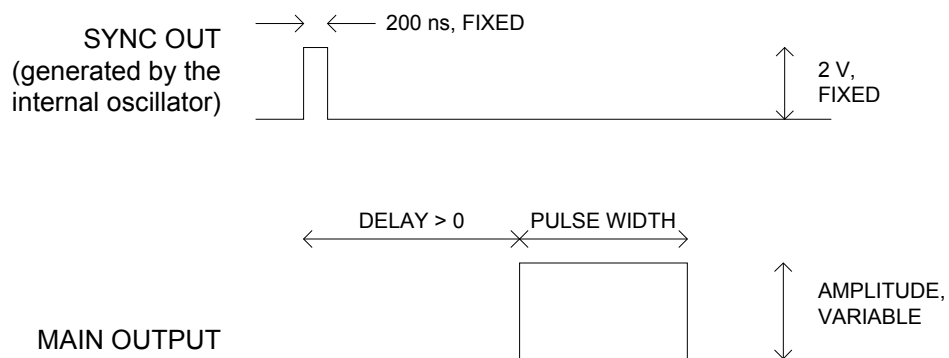 200 ns, FIXED
SYNC OUT
(generated by the
internal oscillator)
2 V,
FIXED
DELAY > 0
PULSE WIDTH
AMPLITUDE,
VARIABLE
MAIN OUTPUT